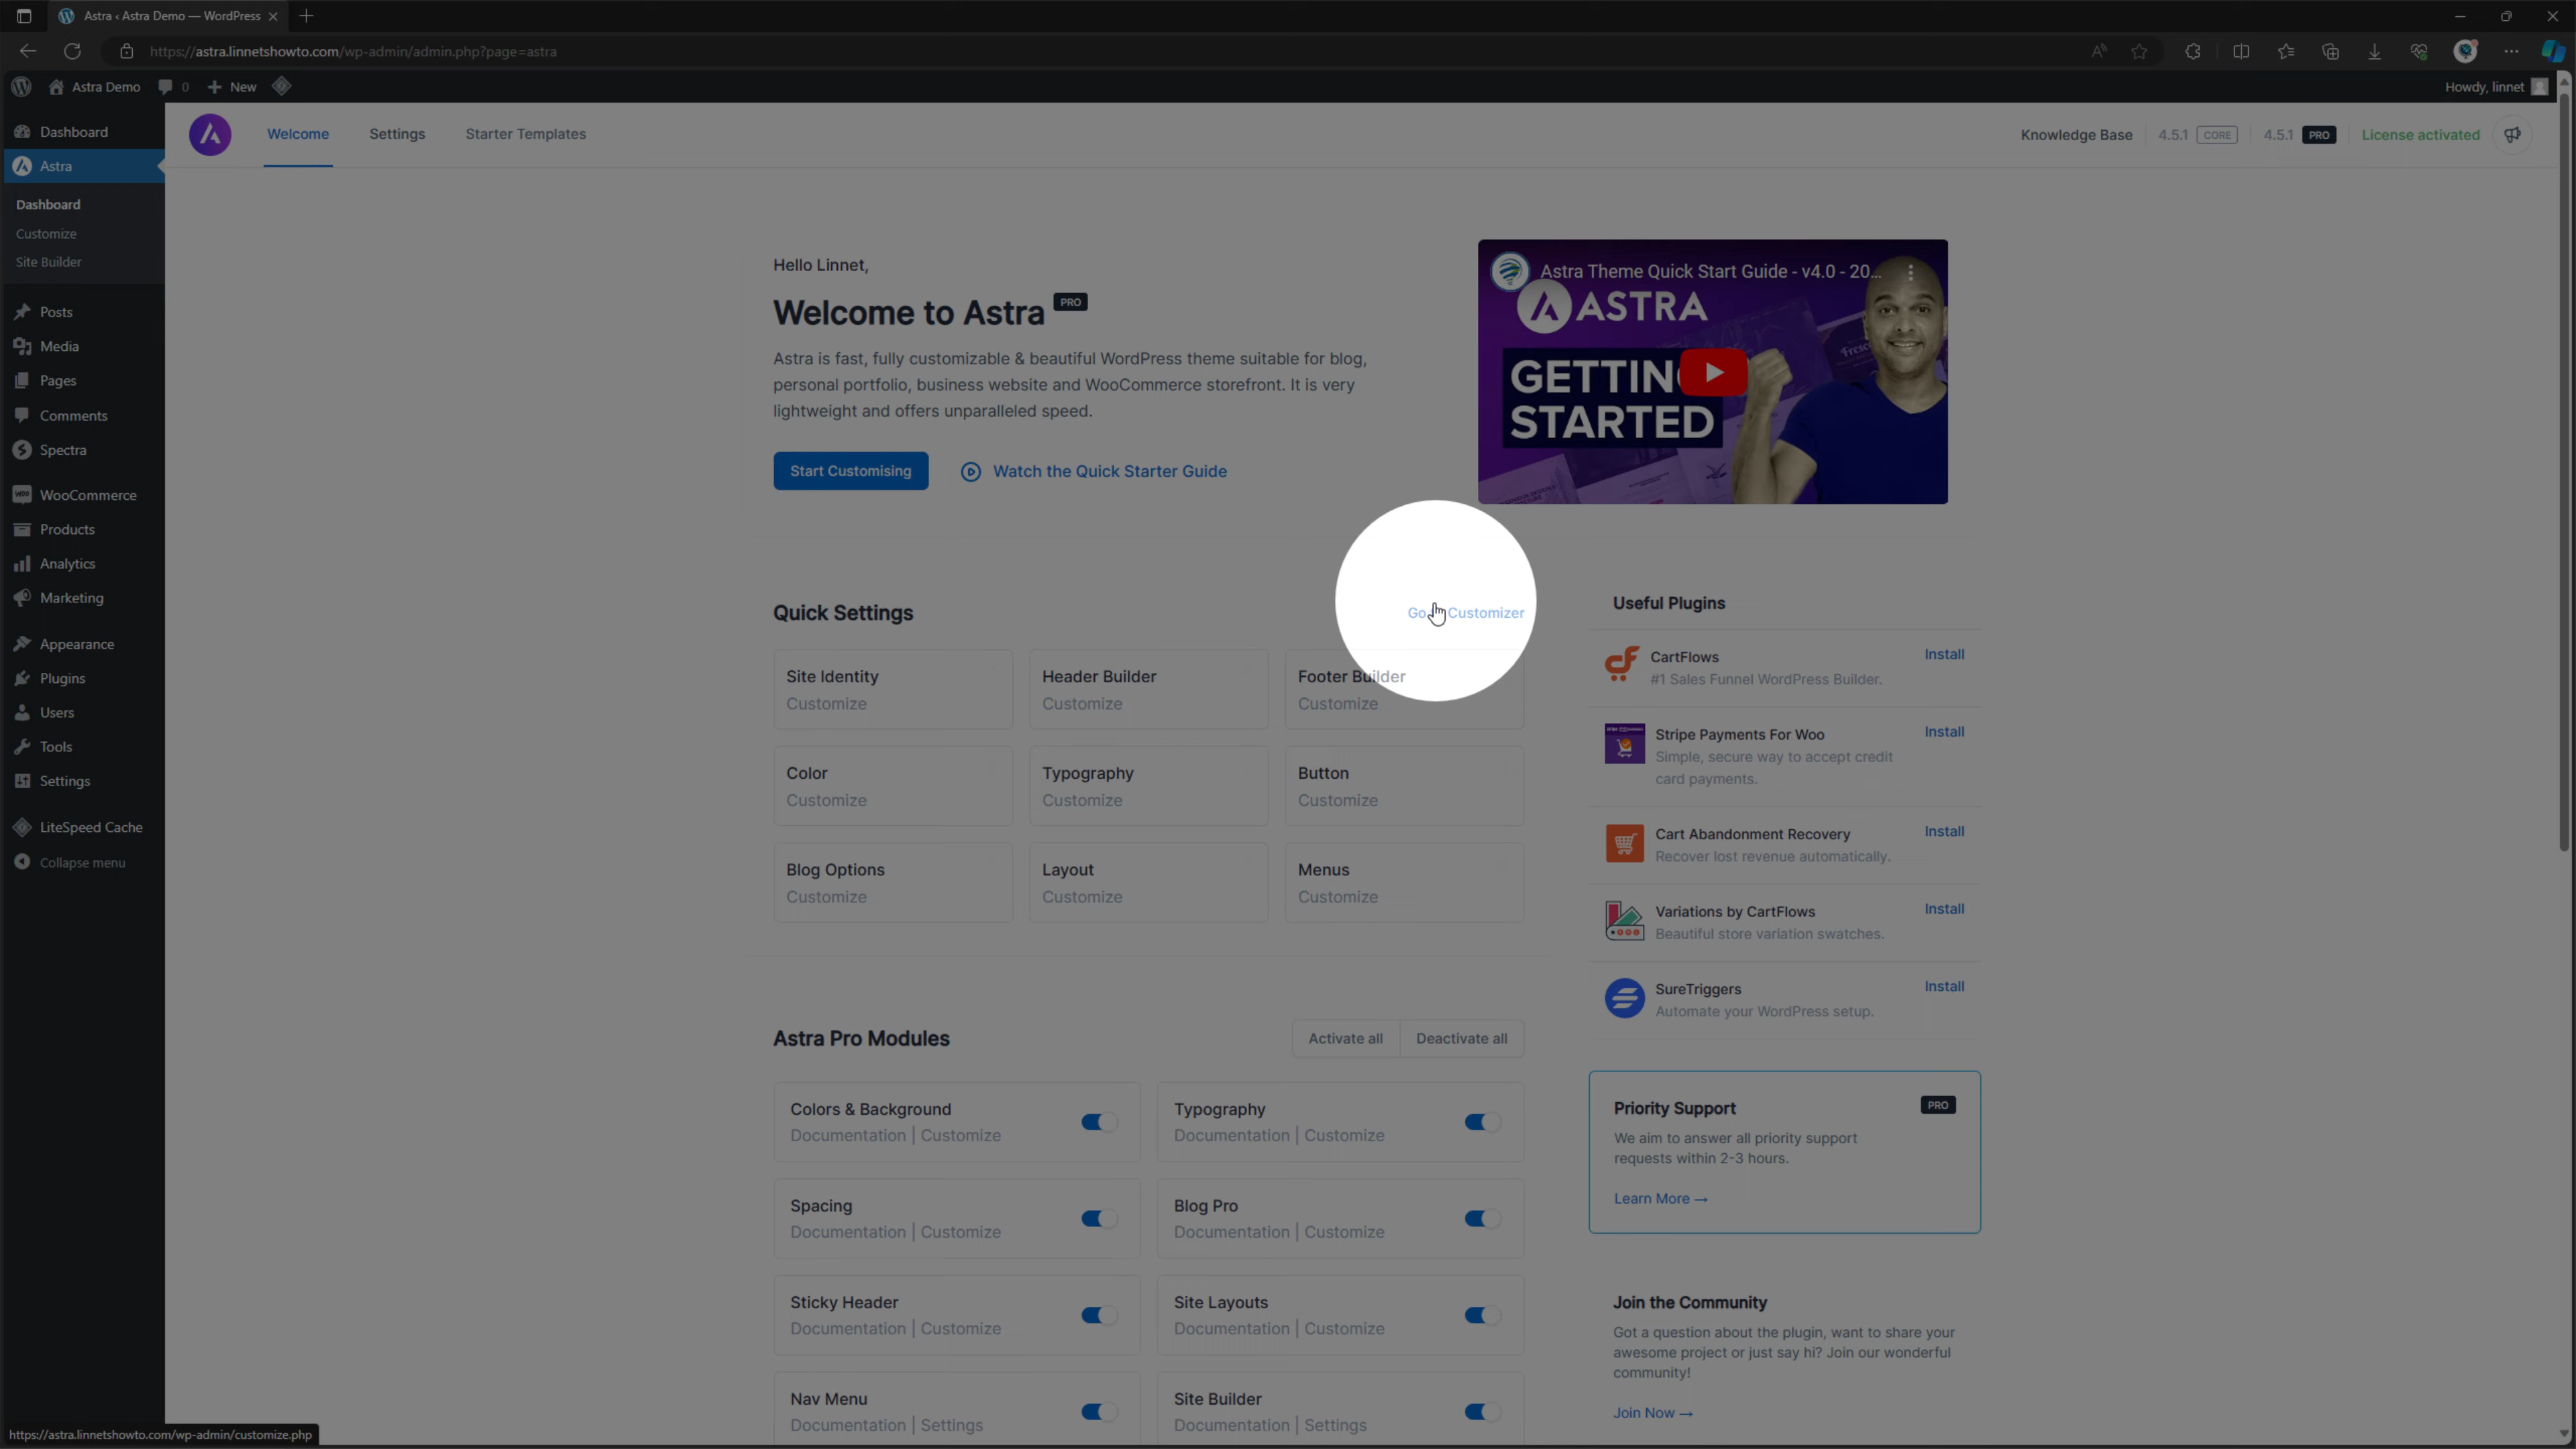 Astra ‹ Astra Demo — WordPress
https://astra.linnetshowto.com/wp-admin/admin.php?page=astra
Astra Demo
0
New
Howdy, linnet
Dashboard
Astra
Dashboard
Customize
Site Builder
Posts
Media
Pages
Comments
Spectra
WooCommerce
Products
Analytics
Marketing
Appearance
Plugins
Users
Tools
Settings
LiteSpeed Cache
Collapse menu
Welcome
Settings
Starter Templates
Knowledge Base
4.5.1 CORE
4.5.1 PRO
License activated
Hello Linnet,
Welcome to Astra PRO
Astra is fast, fully customizable & beautiful WordPress theme suitable for blog,
personal portfolio, business website and WooCommerce storefront. It is very
lightweight and offers unparalleled speed.
Start Customising
Watch the Quick Starter Guide
Astra Theme Quick Start Guide - v4.0 - 20...
ASTRA
GETTIN
STARTED
Quick Settings
Go Customizer
Site Identity
Customize
Header Builder
Customize
Footer Builder
Customize
Color
Customize
Typography
Customize
Button
Customize
Blog Options
Customize
Layout
Customize
Menus
Customize
Astra Pro Modules
Activate all
Deactivate all
Colors & Background
Documentation | Customize
Typography
Documentation | Customize
Spacing
Documentation | Customize
Blog Pro
Documentation | Customize
Sticky Header
Documentation | Customize
Site Layouts
Documentation | Customize
Nav Menu
Documentation | Settings
Site Builder
Documentation | Settings
Useful Plugins
CartFlows
Install
#1 Sales Funnel WordPress Builder.
Stripe Payments For Woo
Install
Simple, secure way to accept credit
card payments.
Cart Abandonment Recovery
Install
Recover lost revenue automatically.
Variations by CartFlows
Install
Beautiful store variation swatches.
SureTriggers
Install
Automate your WordPress setup.
Priority Support
PRO
We aim to answer all priority support
requests within 2-3 hours.
Learn More →
Join the Community
Got a question about the plugin, want to share your
awesome project or just say hi? Join our wonderful
community!
Join Now →
https://astra.linnetshowto.com/wp-admin/customize.php